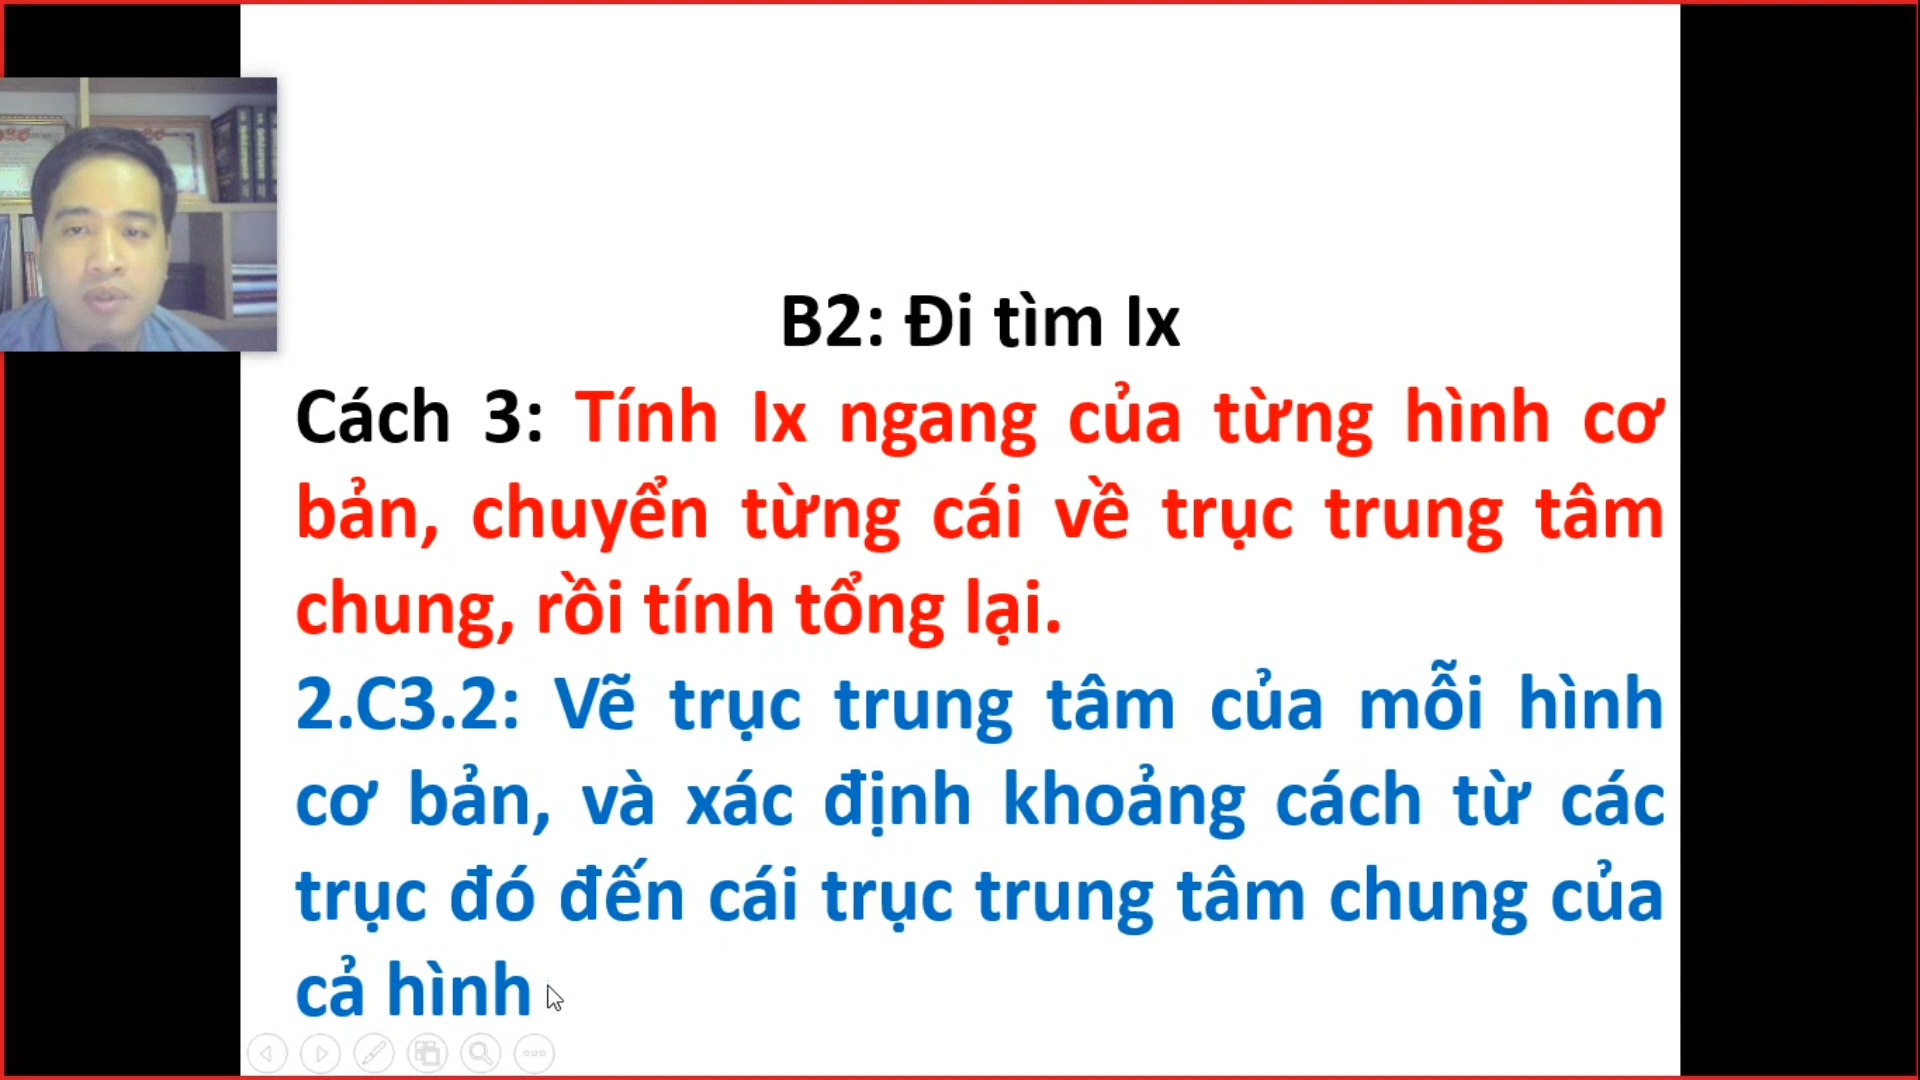 B2: Đi tìm Ix
Cách 3: Tính Ix ngang của từng hình cơ
bản, chuyển từng cái về trục trung tâm
chung, rồi tính tổng lại.
2.C3.2: Vẽ trục trung tâm của mỗi hình
cơ bản, và xác định khoảng cách từ các
trục đó đến cái trục trung tâm chung của
cả hình